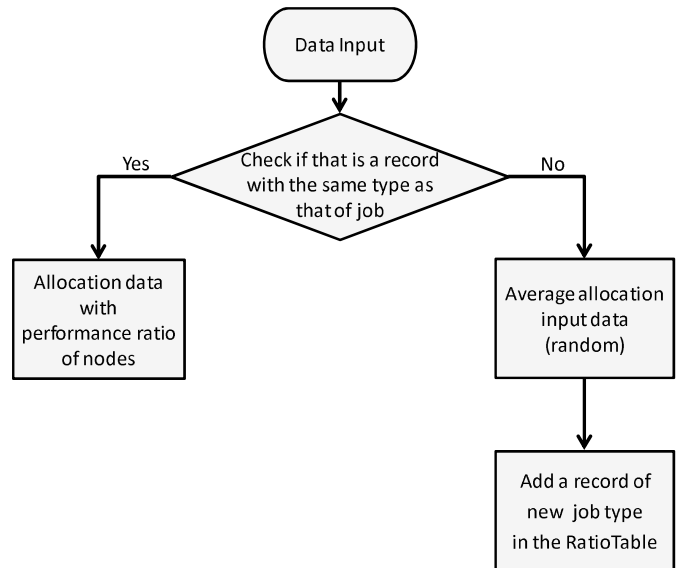 Data Input
Check if that is a record
with the same type as
that of job
Yes
No
Allocation data
with
performance ratio
of nodes
Average allocation
input data
(random)
Add a record of
new job type
in the RatioTable